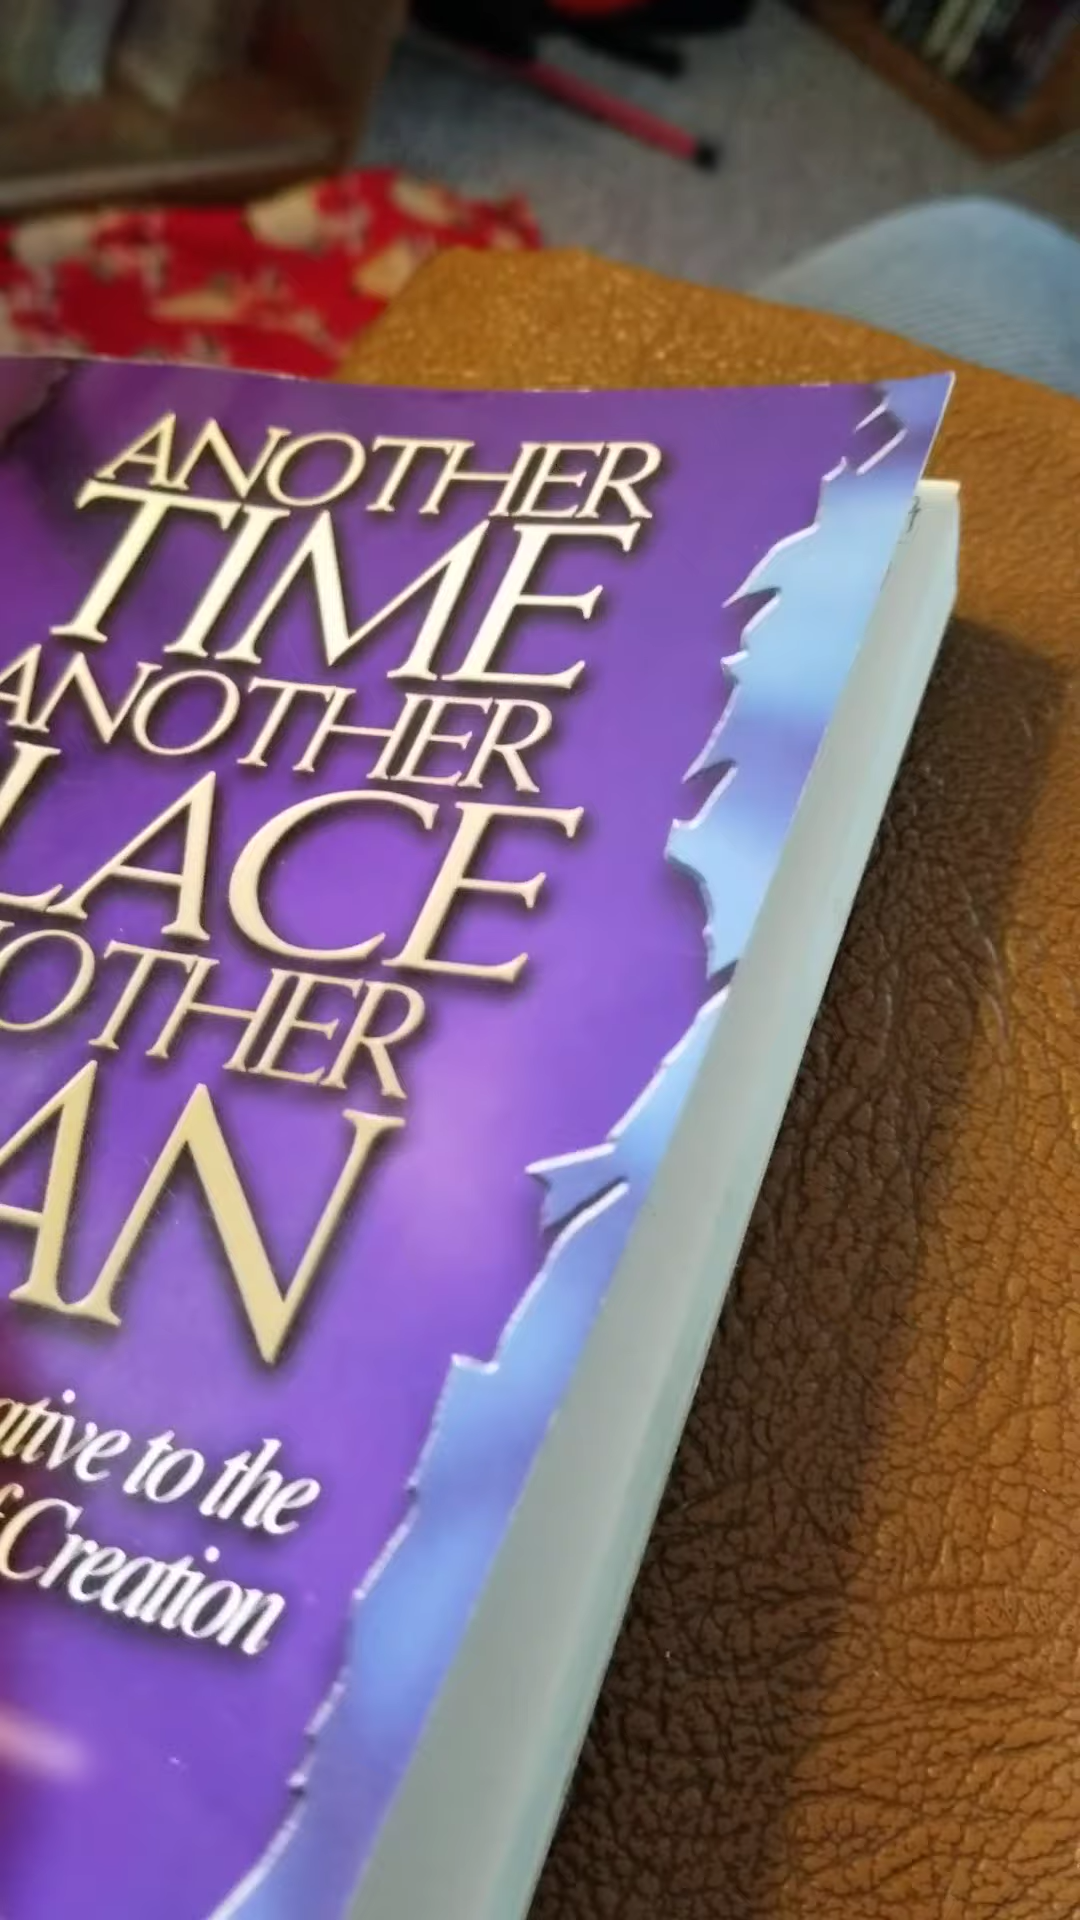 ANOTHER
TIME
ANOTHER
LACE
OTHER
AN
ative to the
f Creation